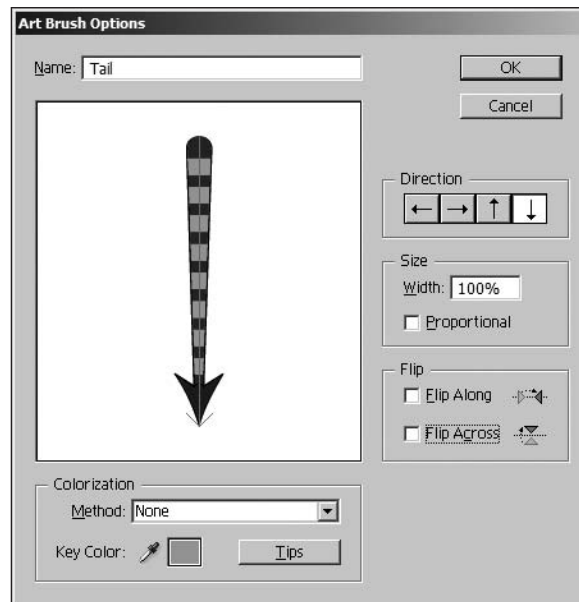 Art Brush Options
Name: Tail
OK
Cancel
Direction
Size
Width: 100%
Proportional
Flip
Flip Along
Flip Across
Colorization
Method: None
Key Color:
Tips